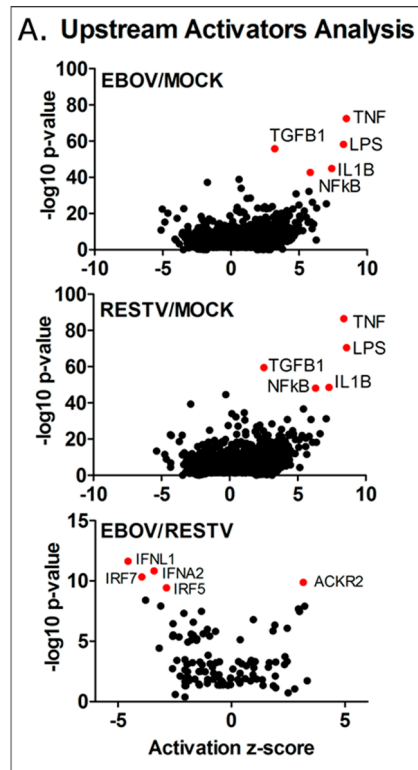 A. Upstream Activators Analysis
EBOV/MOCK
-log10 p-value
100
80
60
40
20
0
TNF
TGFB1
LPS
IL1B
NFkB
-10
-5
0
5
10
RESTV/MOCK
-log10 p-value
100
80
60
40
20
0
TNF
LPS
TGFB1
NFkB
IL1B
-10
-5
0
5
10
EBOV/RESTV
-log10 p-value
15
10
5
0
IFNL1
IFNA2
IRF7
IRF5
ACKR2
-5
0
5
Activation z-score